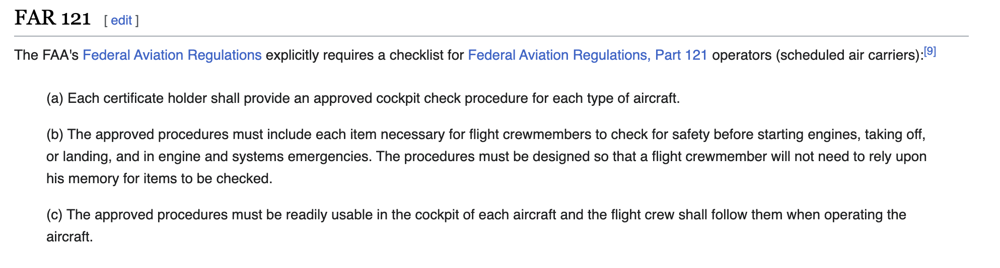 FAR 121 [ edit ]
The FAA's Federal Aviation Regulations explicitly requires a checklist for Federal Aviation Regulations, Part 121 operators (scheduled air carriers):[9]
(a) Each certificate holder shall provide an approved cockpit check procedure for each type of aircraft.
(b) The approved procedures must include each item necessary for flight crewmembers to check for safety before starting engines, taking off,
or landing, and in engine and systems emergencies. The procedures must be designed so that a flight crewmember will not need to rely upon
his memory for items to be checked.
(c) The approved procedures must be readily usable in the cockpit of each aircraft and the flight crew shall follow them when operating the
aircraft.